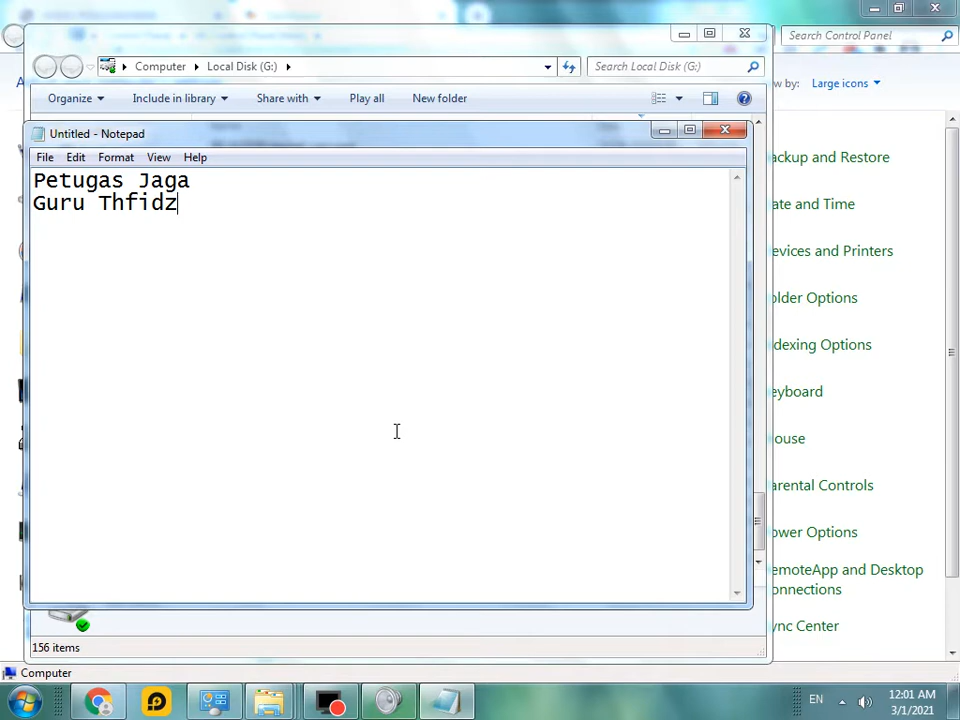 Search Control Panel
Computer
Local Disk (G:)
Search Local Disk (G:)
w by:
Large icons
Organize
Include in library
Share with
Play all
New folder
Untitled - Notepad
File
Edit
Format
View
Help
Petugas Jaga
Guru Thfidz
ackup and Restore
ate and Time
evices and Printers
older Options
dexing Options
eyboard
ouse
arental Controls
ower Options
emoteApp and Desktop
onnections
ync Center
156 items
Computer
EN
12:01 AM
3/1/2021